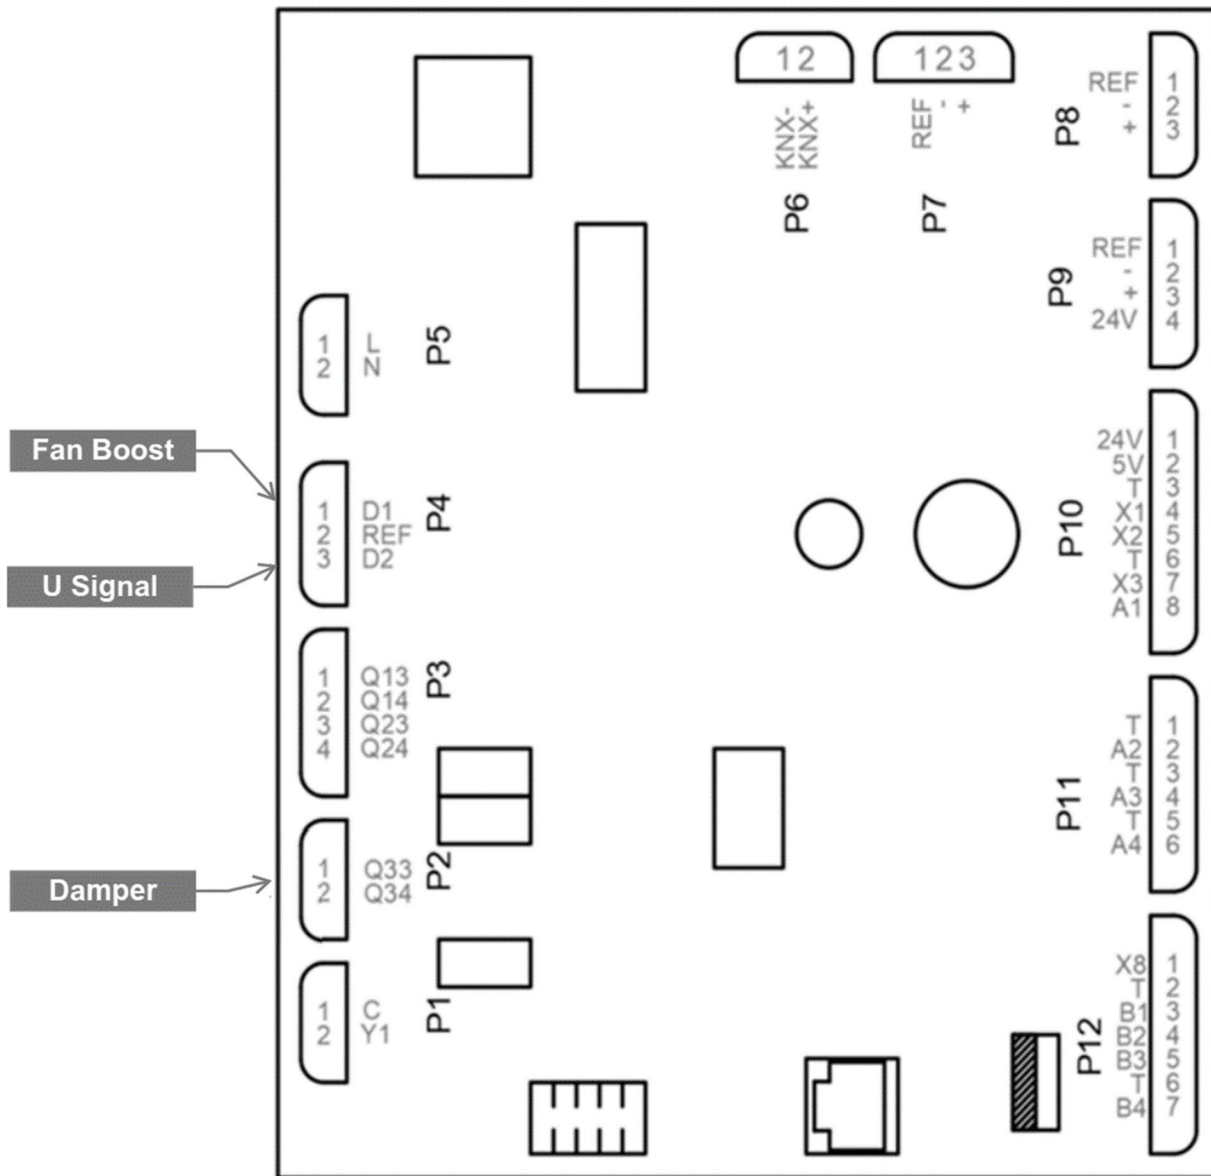 12
KNX-
KNX+
P6
123
REF
-
+
P7
P8
REF 1
- 2
+ 3
P9
REF 1
- 2
+ 3
24V 4
1 L
2 N
P5
Fan Boost
1 D1
2 REF
3 D2
P4
U Signal
1 Q13
2 Q14
3 Q23
4 Q24
P3
Damper
1 Q33
2 Q34
P2
1 C
2 Y1
P1
P10
24V 1
5V 2
T 3
X1 4
X2 5
T 6
X3 7
A1 8
P11
T 1
A2 2
T 3
A3 4
T 5
A4 6
P12
X8 1
T 2
B1 3
B2 4
B3 5
T 6
B4 7